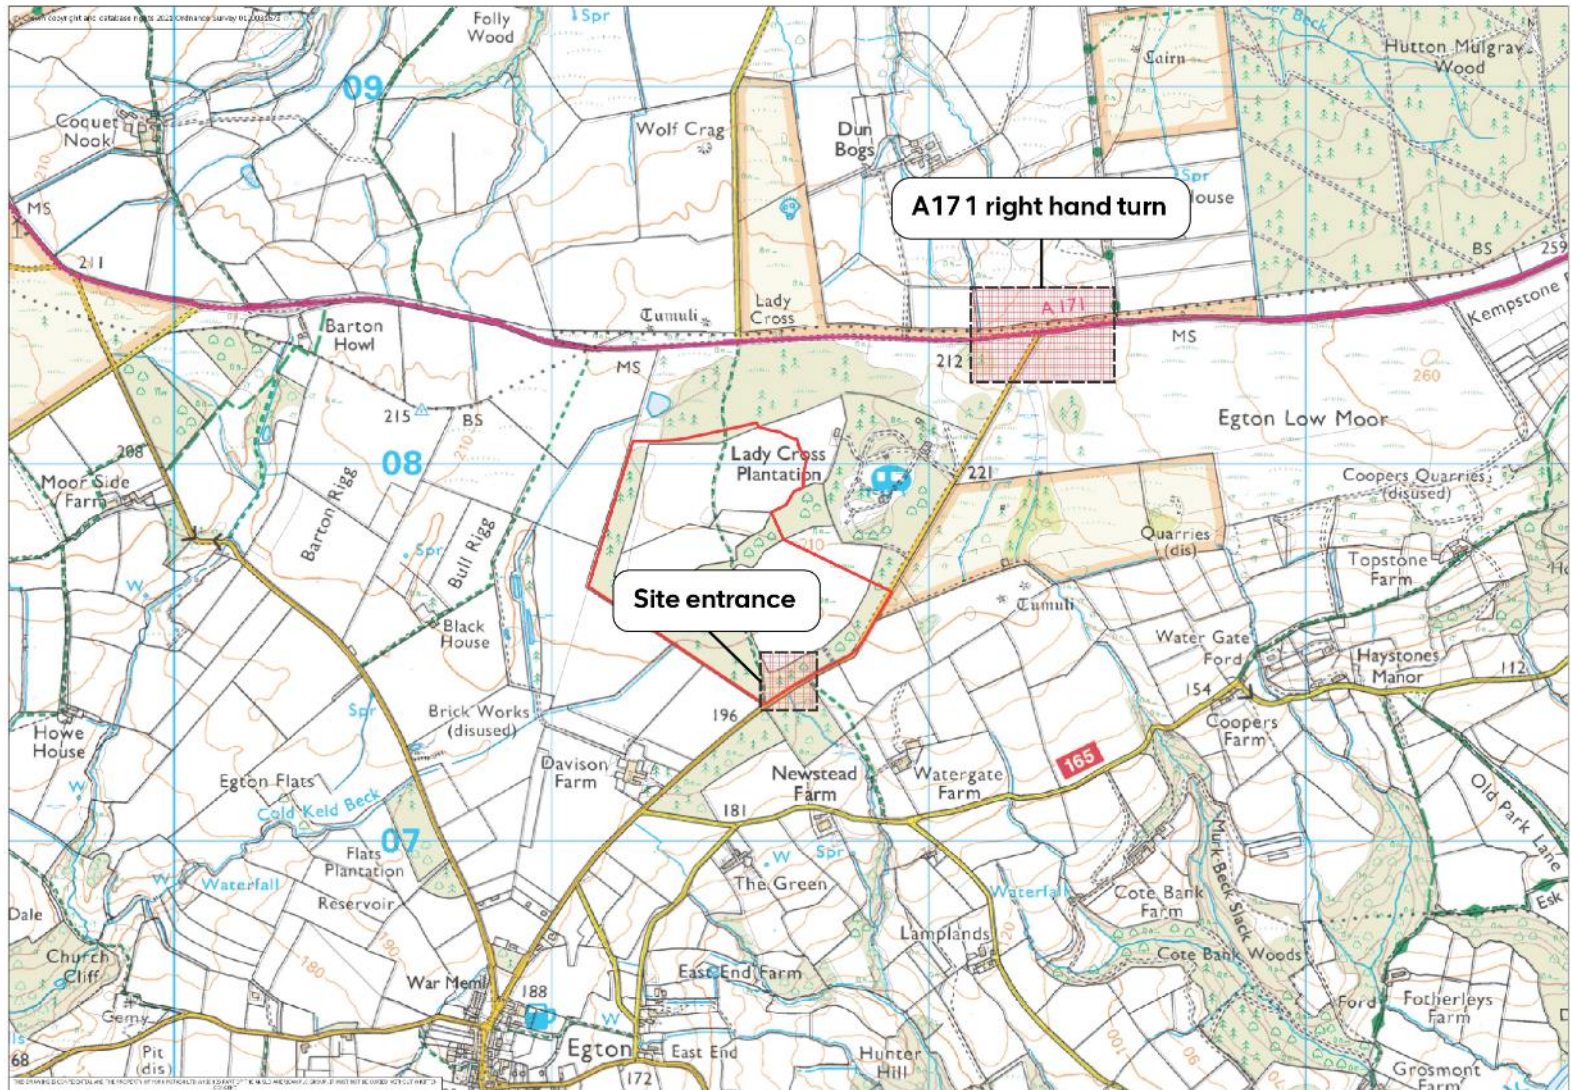 Folly
Wood
Spr
Cairn
Hutton Mulgrave
Wood
09
Coquet
Nook
Wolf Crag
Dun
Bogs
Spr
House
210
MS
A171 right hand turn
211
BS
259
Barton
Howl
Tumuli
Lady
Cross
A 171
Kempstone
MS
212
MS
260
215
BS
Egton Low Moor
208
08
210
Lady Cross
Plantation
221
Coopers Quarries
(disused)
Moor Side
Farm
Barton Rigg
Bull Rigg
Spr
210
Quarries
(dis)
Topstone
Farm
W
Site entrance
Tumuli
Black
House
Water Gate
Ford
Haystones
Manor
112
154
Spr
Brick Works
(disused)
196
Coopers
Farm
Howe
House
165
W
Egton Flats
Davison
Farm
Newstead
Farm
Watergate
Farm
Cold Keld Beck
181
Old Park Lane
07
Flats
Plantation
W
Spr
Munk Beck Slack
W
Waterfall
The Green
Waterfall
Cote Bank
Farm
Reservoir
Esk
Dale
190
Lamplands
Church
Cliff
180
Cote Bank Woods
War Meml
188
East End Farm
Ford
Fotherleys
Farm
Cemy
W
100
Pit
(dis)
68
Egton
East End
Hunter
Hill
90
172
70
Grosmont
Farm